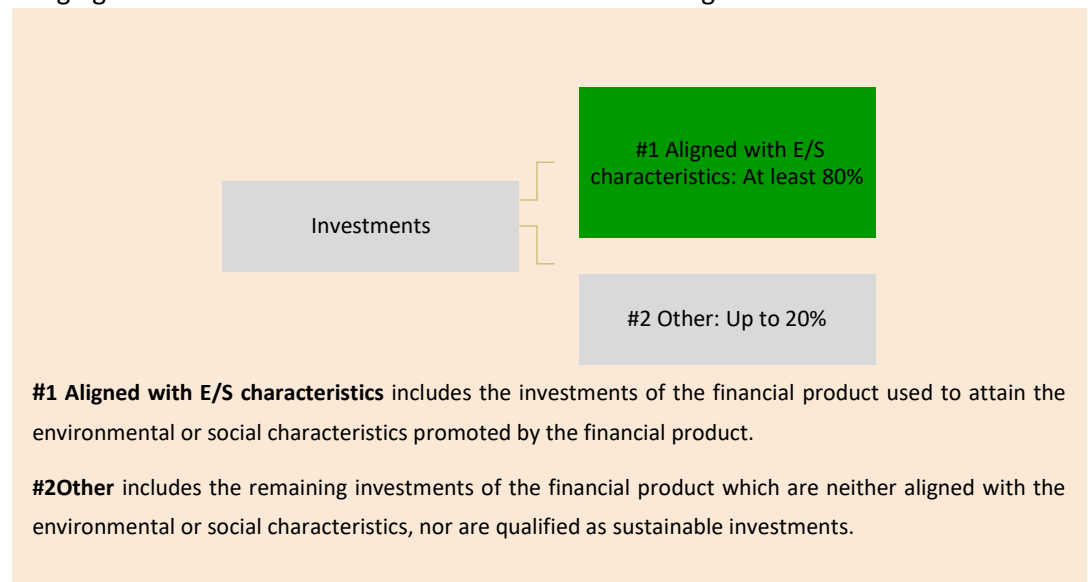 #1 Aligned with E/S
characteristics: At least 80%
Investments
#2 Other: Up to 20%
#1 Aligned with E/S characteristics includes the investments of the financial product used to attain the
environmental or social characteristics promoted by the financial product.
#2Other includes the remaining investments of the financial product which are neither aligned with the
environmental or social characteristics, nor are qualified as sustainable investments.